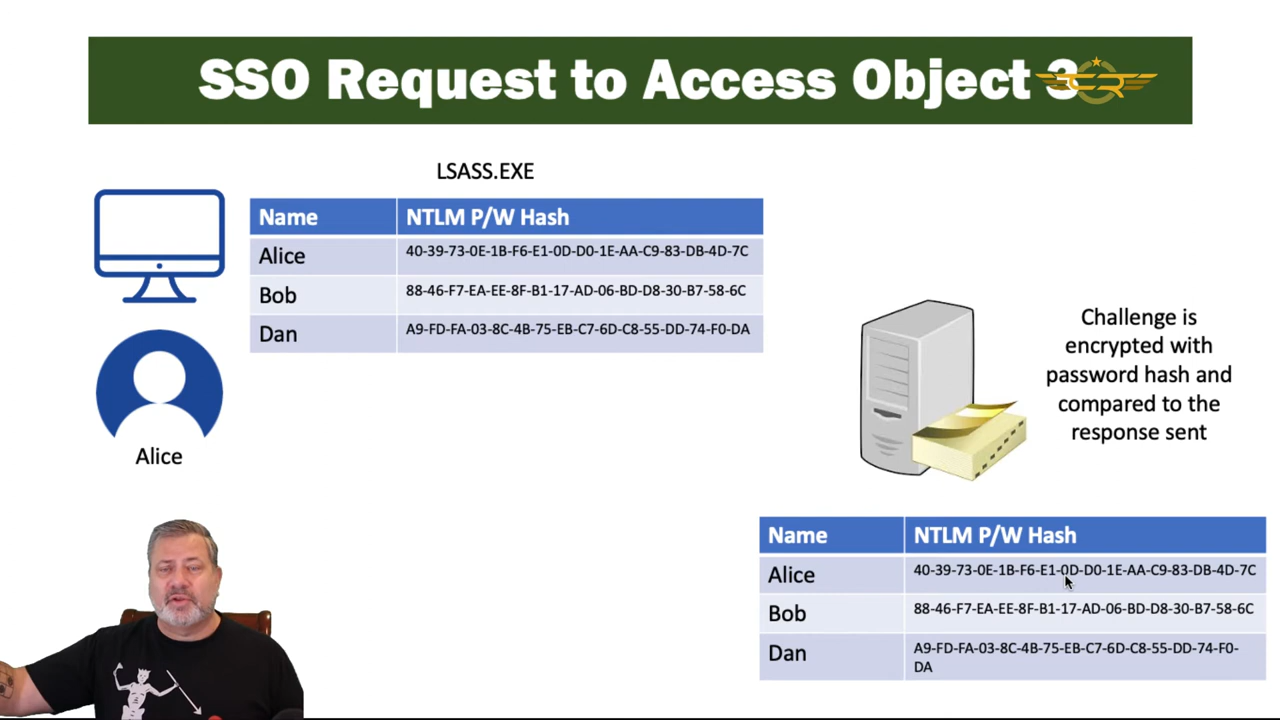 SSO Request to Access Object 3
CR
LSASS.EXE
Name NTLM P/W Hash
Alice 40-39-73-0E-1B-F6-E1-0D-D0-1E-AA-C9-83-DB-4D-7C
Bob 88-46-F7-EA-EE-8F-B1-17-AD-06-BD-D8-30-B7-58-6C
Dan A9-FD-FA-03-8C-4B-75-EB-C7-6D-C8-55-DD-74-F0-DA
Alice
Challenge is
encrypted with
password hash and
compared to the
response sent
Name NTLM P/W Hash
Alice 40-39-73-0E-1B-F6-E1-0D-D0-1E-AA-C9-83-DB-4D-7C
Bob 88-46-F7-EA-EE-8F-B1-17-AD-06-BD-D8-30-B7-58-6C
Dan A9-FD-FA-03-8C-4B-75-EB-C7-6D-C8-55-DD-74-F0-
DA